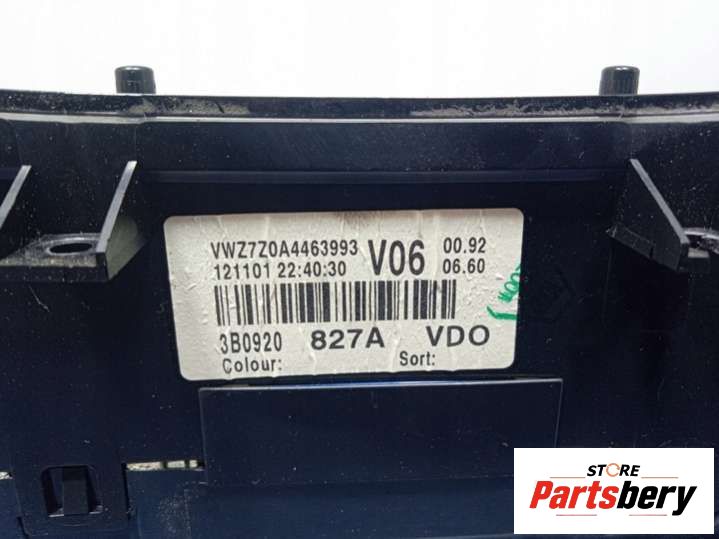 VWZ7Z0A4463993 V06 00.92
121101 22:40:30 06.60
3B0920 827A VDO
Colour: Sort:
STORE
Partsbery